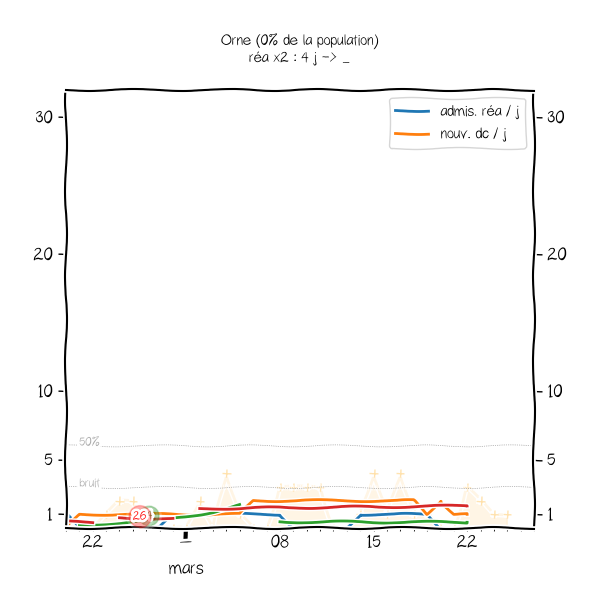 Orne (0% de la population)
réa x2 : 4 j -> _
admis. réa / j
nouv. dc / j
30 30
20 20
10 10
50%
5 5
bruit
26
1 1
22 1 08 15 22
mars